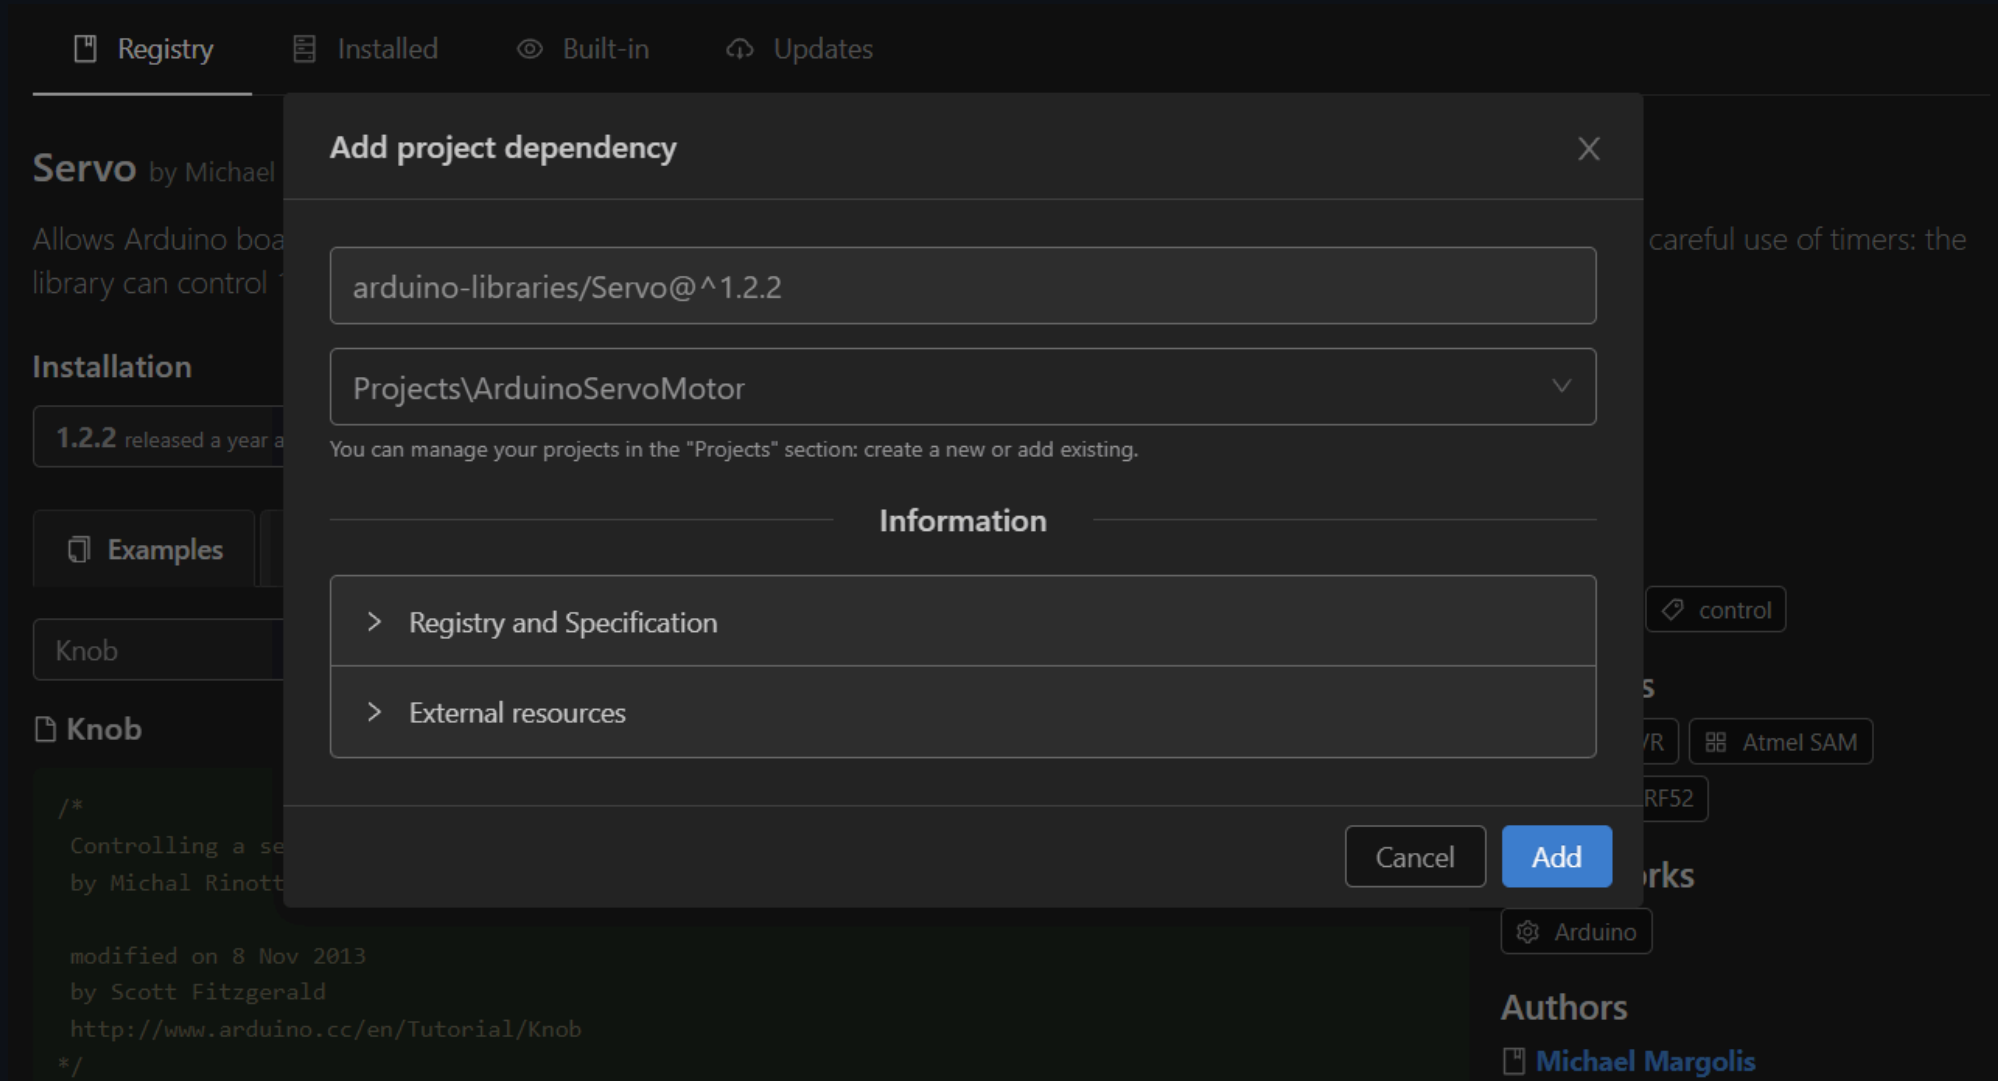 Registry Installed Built-in Updates
Add project dependency
Servo by Michael
arduino-libraries/Servo@^1.2.2
Allows Arduino boa
careful use of timers: the
library can control
Projects\ArduinoServoMotor
Installation
1.2.2 released a year a
You can manage your projects in the "Projects" section: create a new or add existing.
Information
Examples
Registry and Specification
control
Knob
External resources
Knob
VR Atmel SAM
RF52
/*
Controlling a se
by Michal Rinott
Cancel Add
rks
modified on 8 Nov 2013
by Scott Fitzgerald
http://www.arduino.cc/en/Tutorial/Knob
*/
Arduino
Authors
Michael Margolis